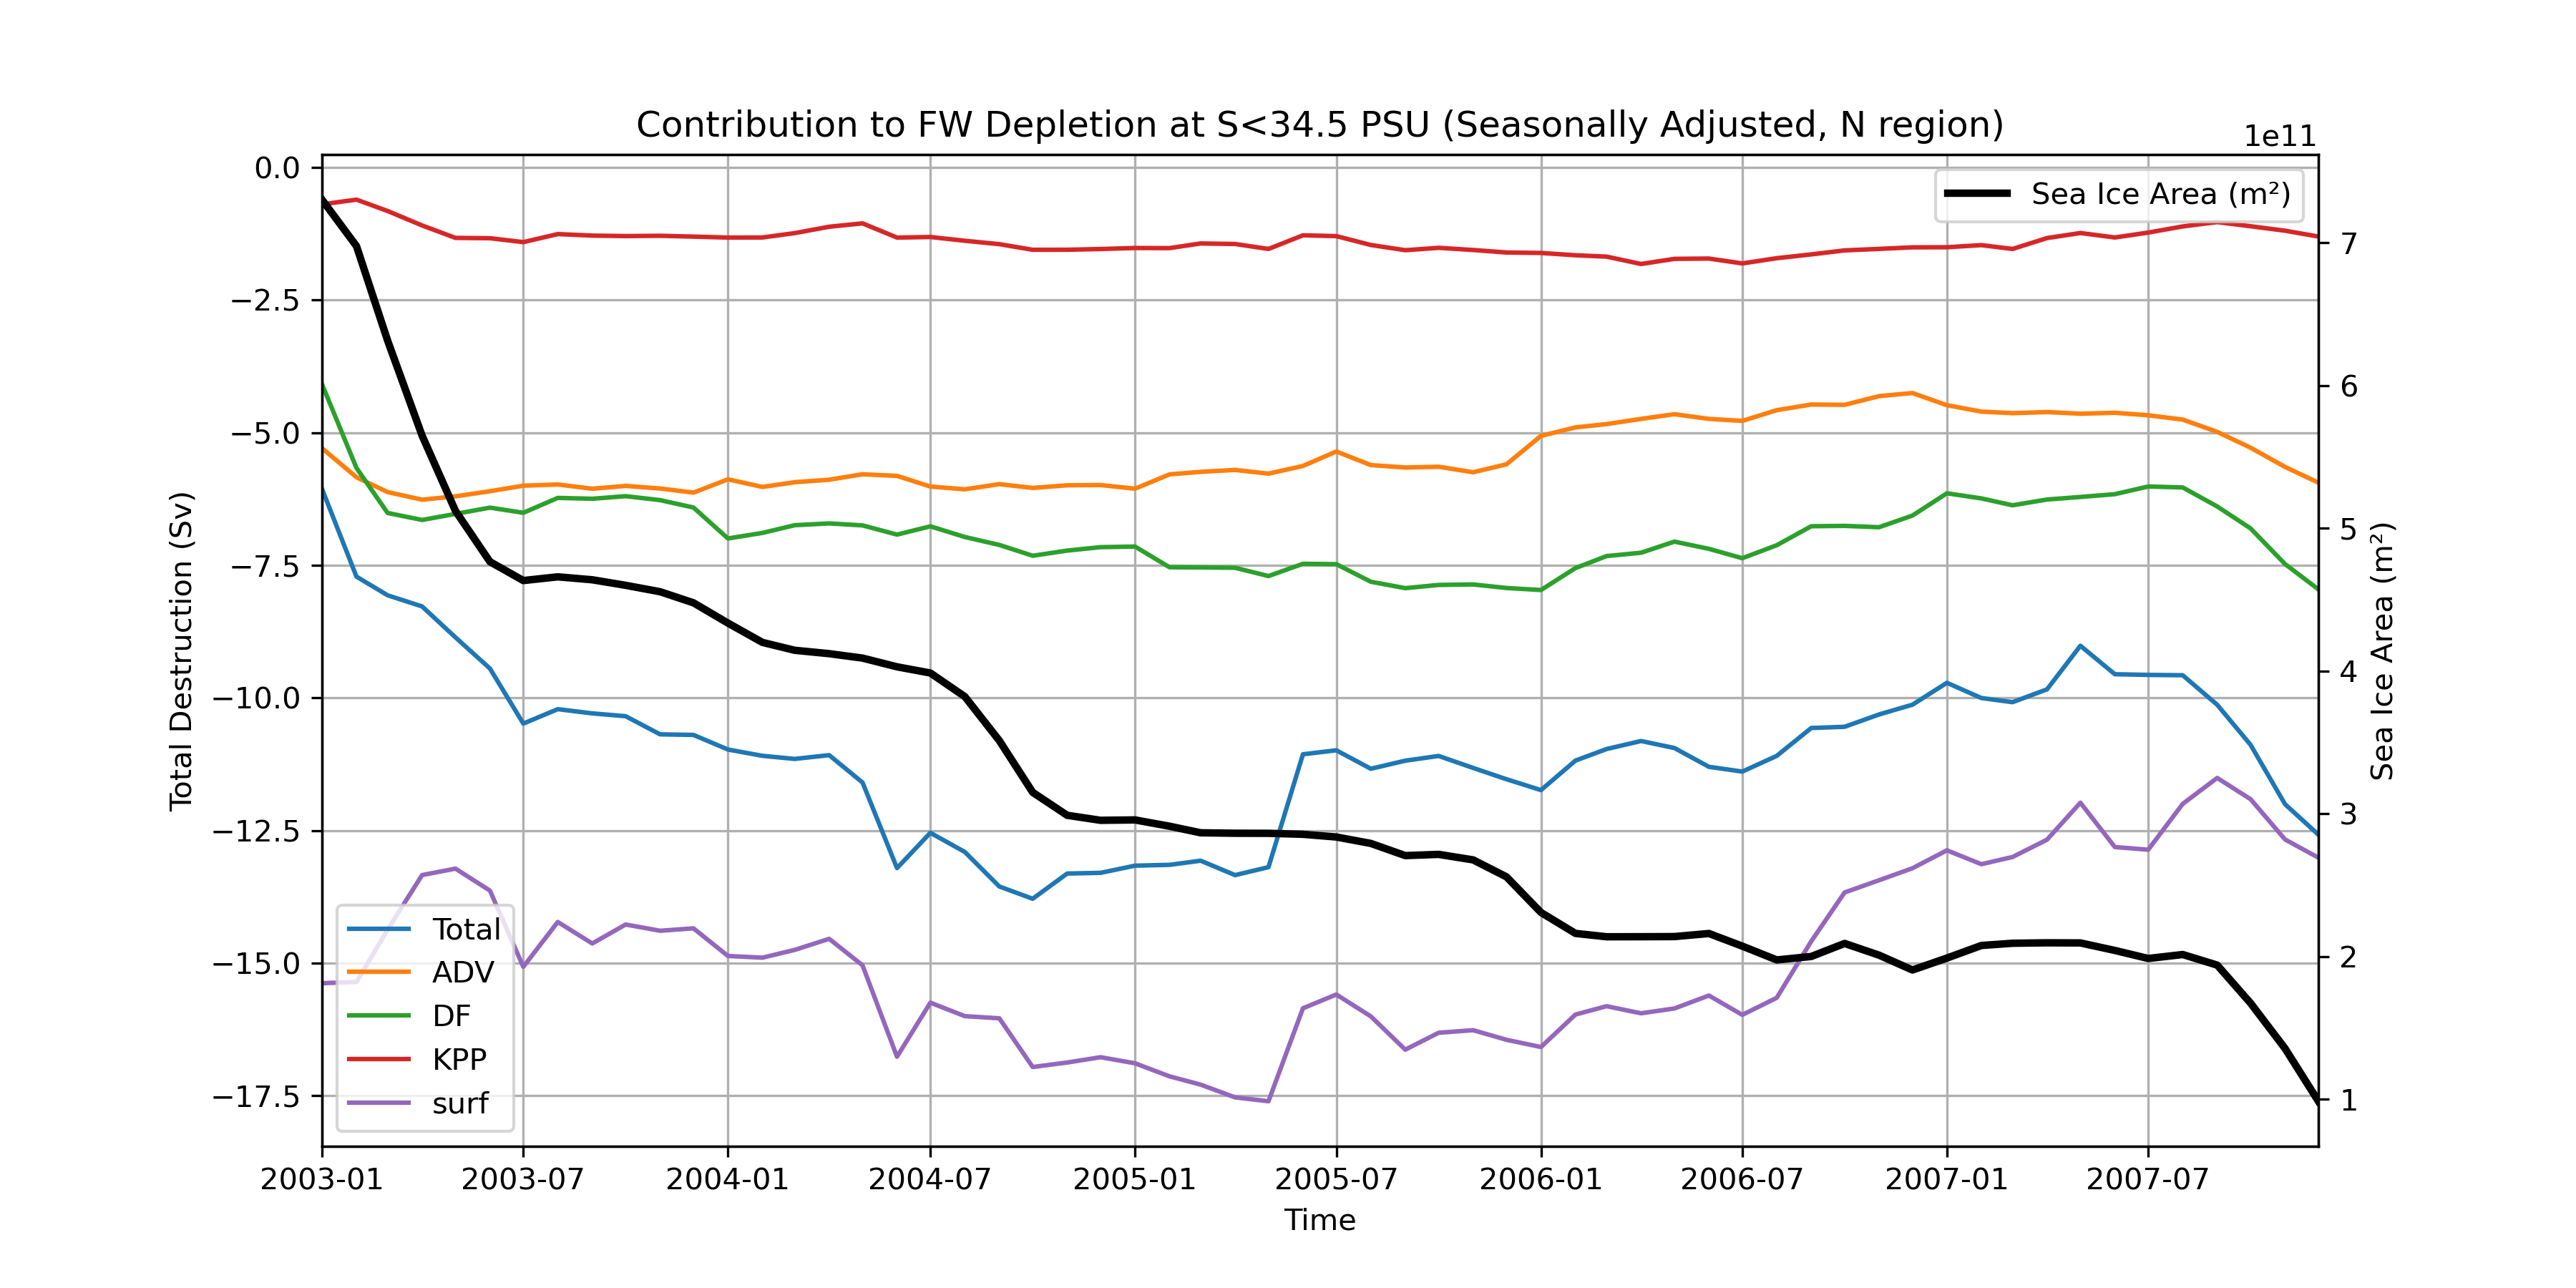 Contribution to FW Depletion at S<34.5 PSU (Seasonally Adjusted, N region)
1e11
Sea Ice Area (m²)
0.0
−2.5
−5.0
−7.5
−10.0
−12.5
−15.0
−17.5
Total Destruction (Sv)
7
6
5
4
3
2
1
Sea Ice Area (m²)
Total
ADV
DF
KPP
surf
2003-01
2003-07
2004-01
2004-07
2005-01
2005-07
2006-01
2006-07
2007-01
2007-07
Time